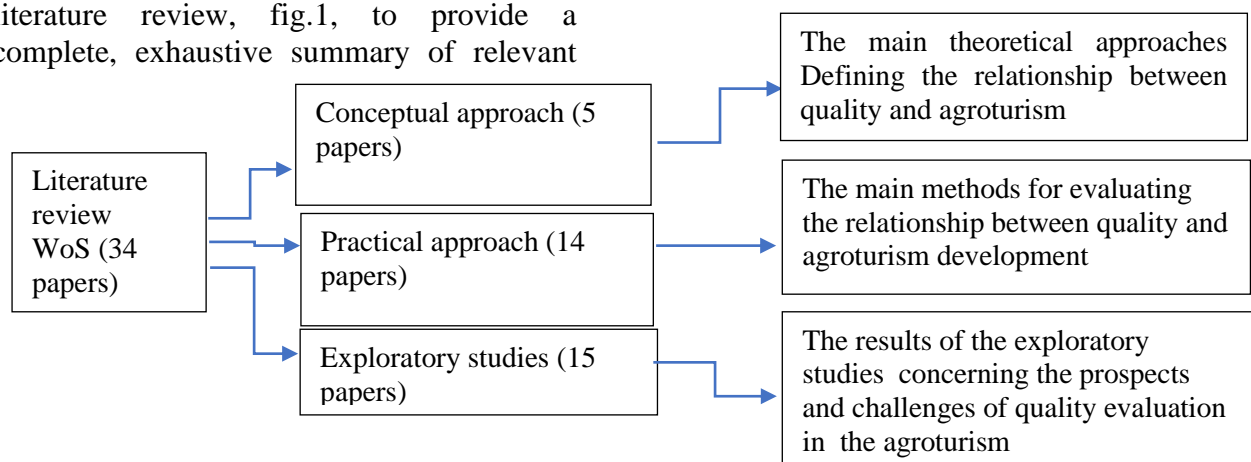 literature review, fig.1, to provide a
complete, exhaustive summary of relevant
Literature
review
WoS (34
papers)
Conceptual approach (5
papers)
Practical approach (14
papers)
Exploratory studies (15
papers)
The main theoretical approaches
Defining the relationship between
quality and agroturism
The main methods for evaluating
the relationship between quality and
agroturism development
The results of the exploratory
studies concerning the prospects
and challenges of quality evaluation
in the agroturism